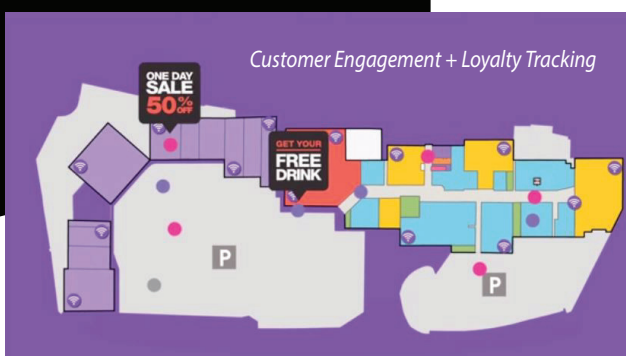 Customer Engagement + Loyalty Tracking
ONE DAY
SALE
50% OFF
GET YOUR
FREE
DRINK
P
P